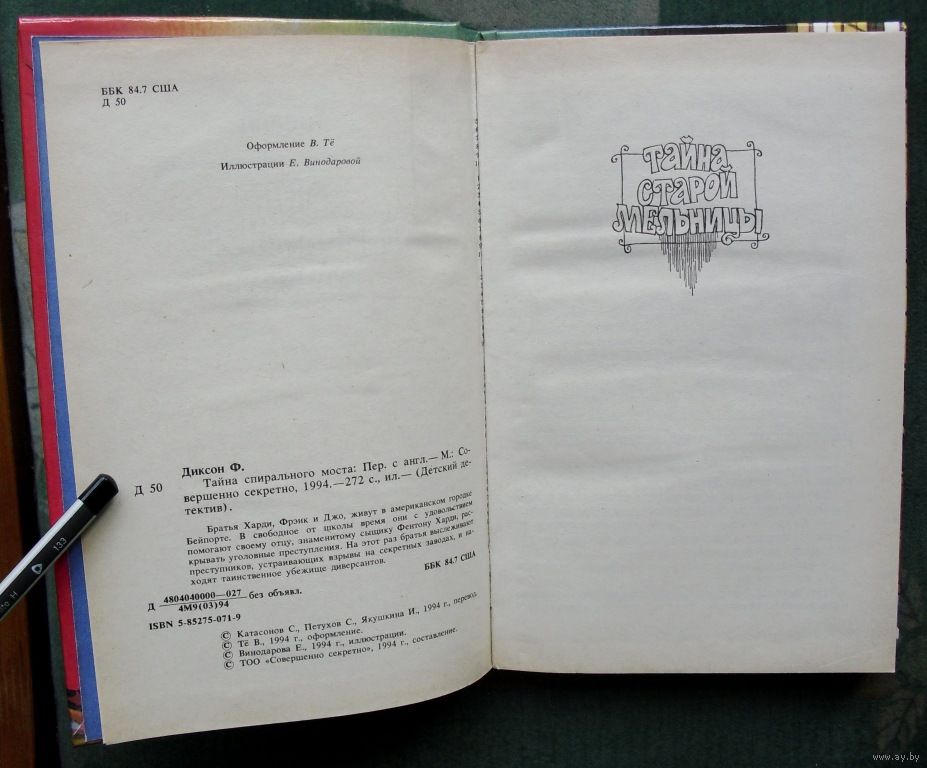 ББК 84.7 США
Д 50
Оформление В. Тё
Иллюстрации Е. Винодаровой
Диксон Ф.
Д 50 Тайна спирального моста: Пер. с англ.— М.: Со-
вершенно секретно, 1994.—272 с., ил.— (Детский де-
тектив).
Братья Харди, Фрэнк и Джо, живут в американском городке
Бейпорте. В свободное от школы время они с удовольствием
помогают своему отцу, знаменитому сыщику Фентону Харди, рас-
крывать уголовные преступления. На этот раз братья выслеживают
преступников, устраивающих взрывы на секретных заводах, и на-
ходят таинственное убежище диверсантов.
ББК 84.7 США
Д 4804040000—027 без объявл.
4М9(03)94
ISBN 5-85275-071-9
© Катасонов С., Петухов С., Якушкина И., 1994 г., перевод.
© Тё В., 1994 г., оформление.
© Винодарова Е., 1994 г., иллюстрации.
© ТОО «Совершенно секретно», 1994 г., составление.
ТАЙНА
СТАРОЙ
МЕЛЬНИЦЫ
133
www.ay.by